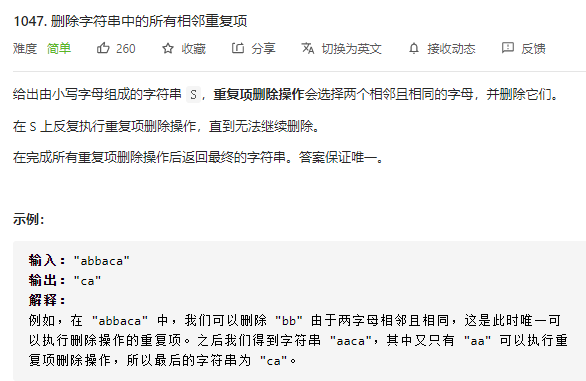 1047. 删除字符串中的所有相邻重复项
难度 简单 260 收藏 分享 切换为英文 接收动态 反馈
给出由小写字母组成的字符串 S，重复项删除操作会选择两个相邻且相同的字母，并删除它们。
在 S 上反复执行重复项删除操作，直到无法继续删除。
在完成所有重复项删除操作后返回最终的字符串。答案保证唯一。
示例：
输入："abbaca"
输出："ca"
解释：
例如，在 "abbaca" 中，我们可以删除 "bb" 由于两字母相邻且相同，这是此时唯一可
以执行删除操作的重复项。之后我们得到字符串 "aaca"，其中又只有 "aa" 可以执行重
复项删除操作，所以最后的字符串为 "ca"。